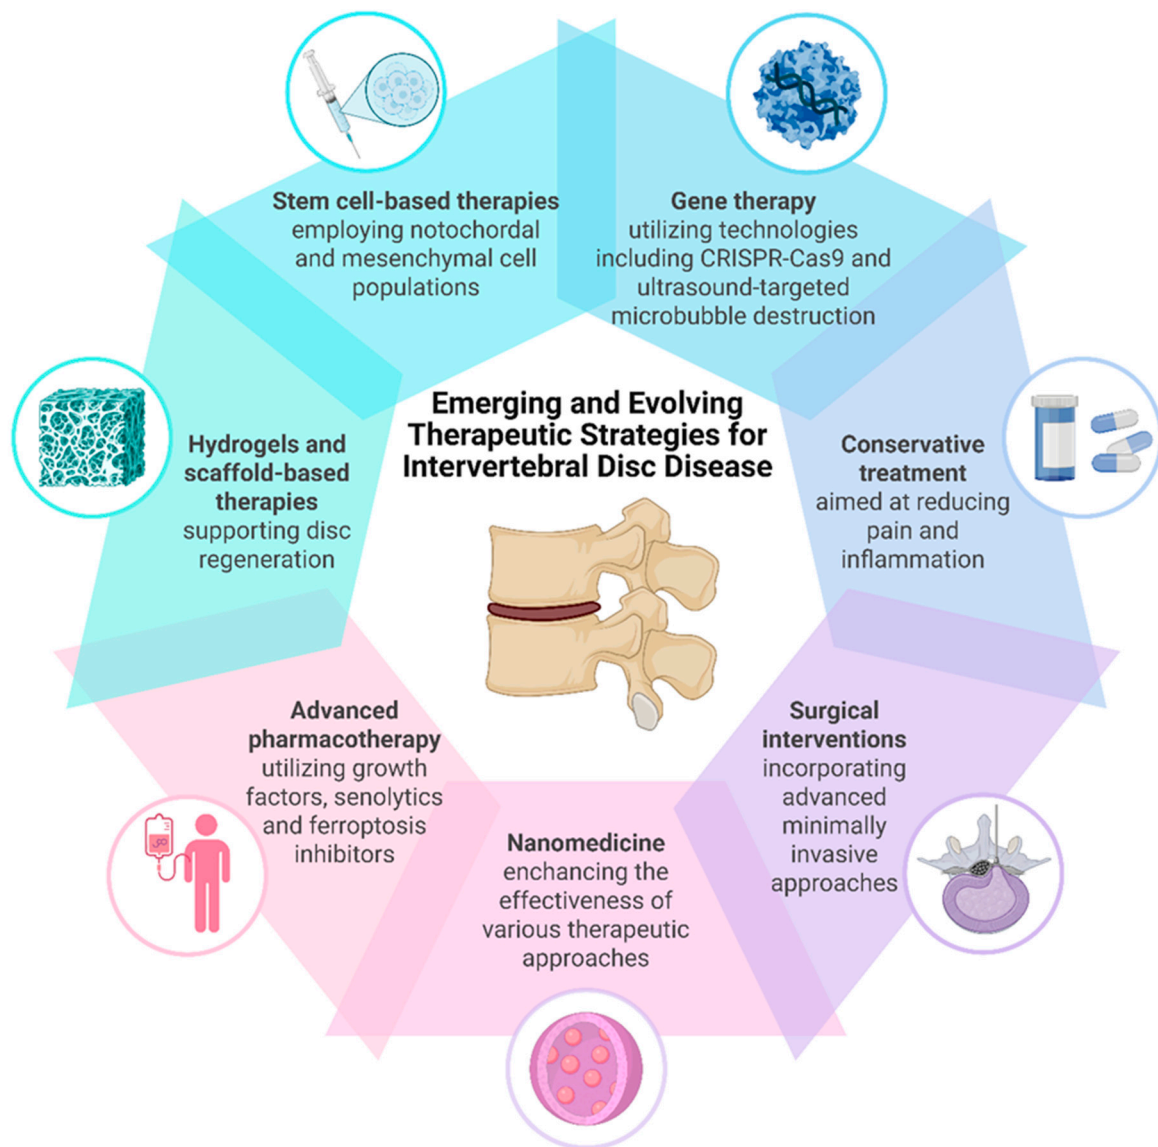 Stem cell-based therapies
employing notochordal
and mesenchymal cell
populations
Gene therapy
utilizing technologies
including CRISPR-Cas9 and
ultrasound-targeted
microbubble destruction
Emerging and Evolving
Therapeutic Strategies for
Intervertebral Disc Disease
Hydrogels and
scaffold-based
therapies
supporting disc
regeneration
Conservative
treatment
aimed at reducing
pain and
inflammation
Advanced
pharmacotherapy
utilizing growth
factors, senolytics
and ferroptosis
inhibitors
Surgical
interventions
incorporating
advanced
minimally
invasive
approaches
Nanomedicine
enchancing the
effectiveness of
various therapeutic
approaches